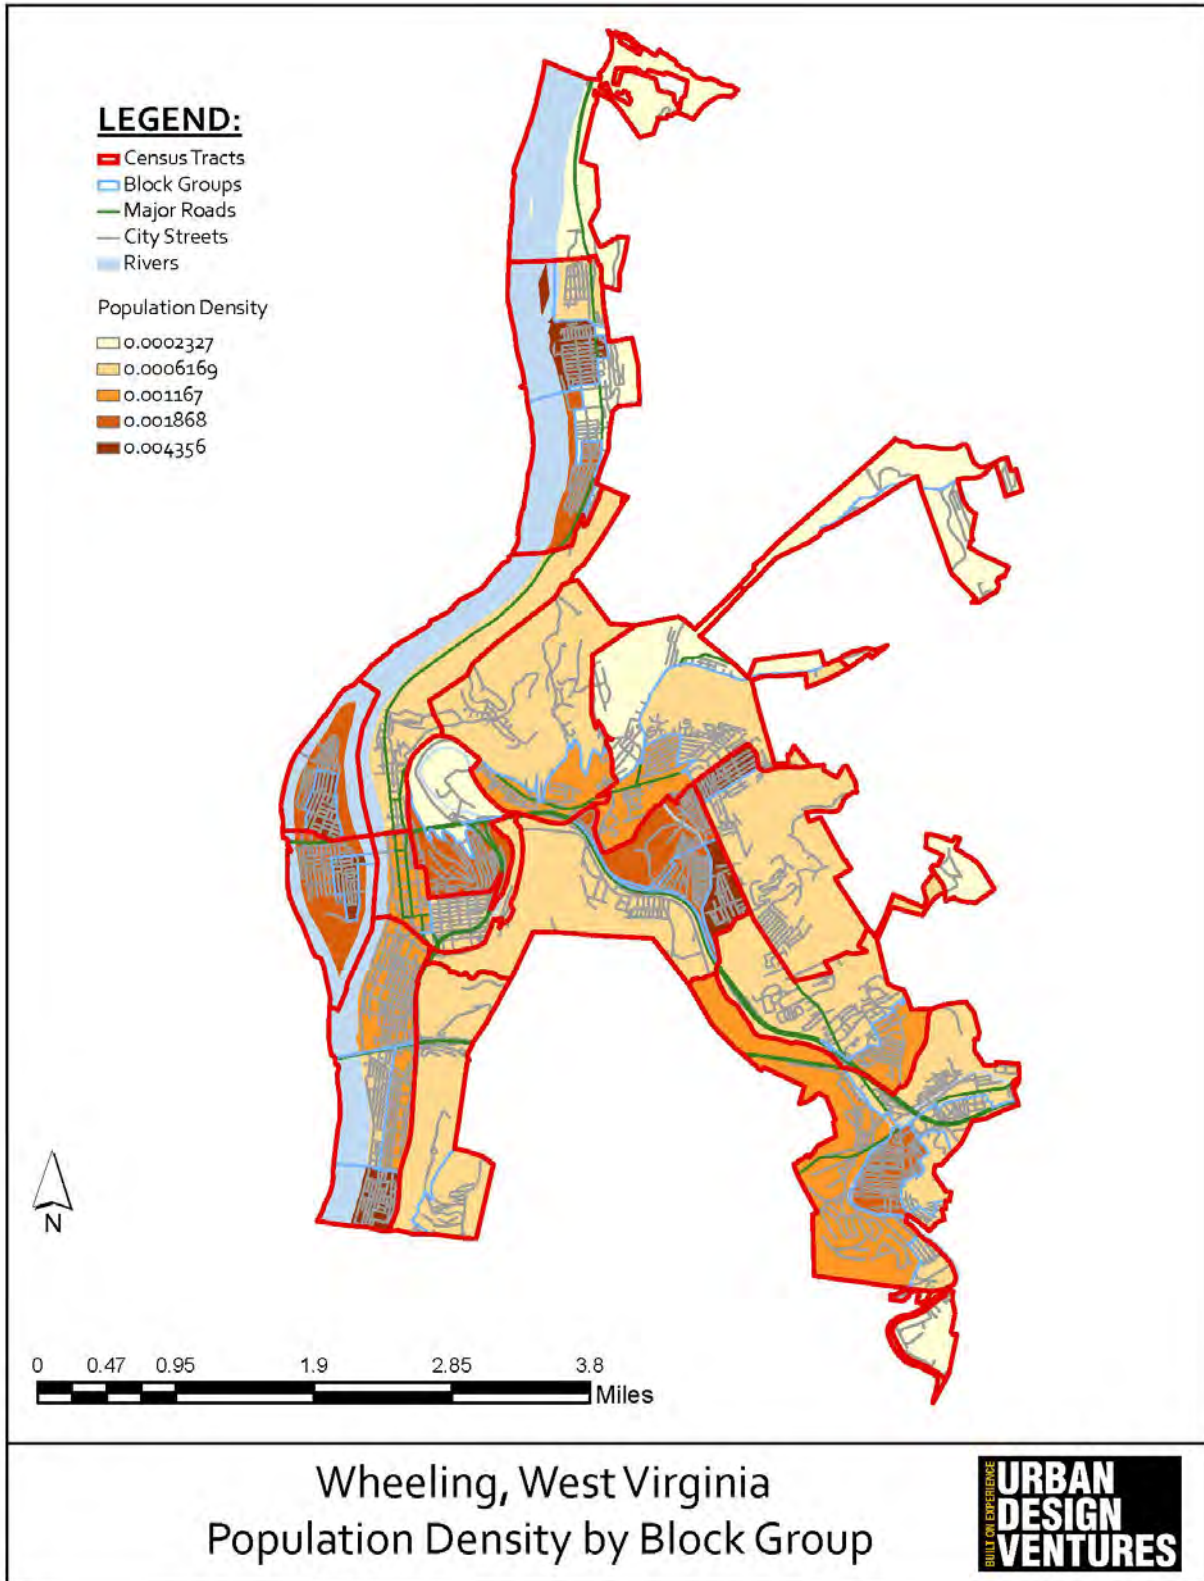 LEGEND:
Census Tracts
Block Groups
Major Roads
City Streets
Rivers
Population Density
0.0002327
0.0006169
0.001167
0.001868
0.004356
N
0 0.47 0.95 1.9 2.85 3.8
Miles
Wheeling, West Virginia
Population Density by Block Group
BUILT ON EXPERIENCE
URBAN
DESIGN
VENTURES